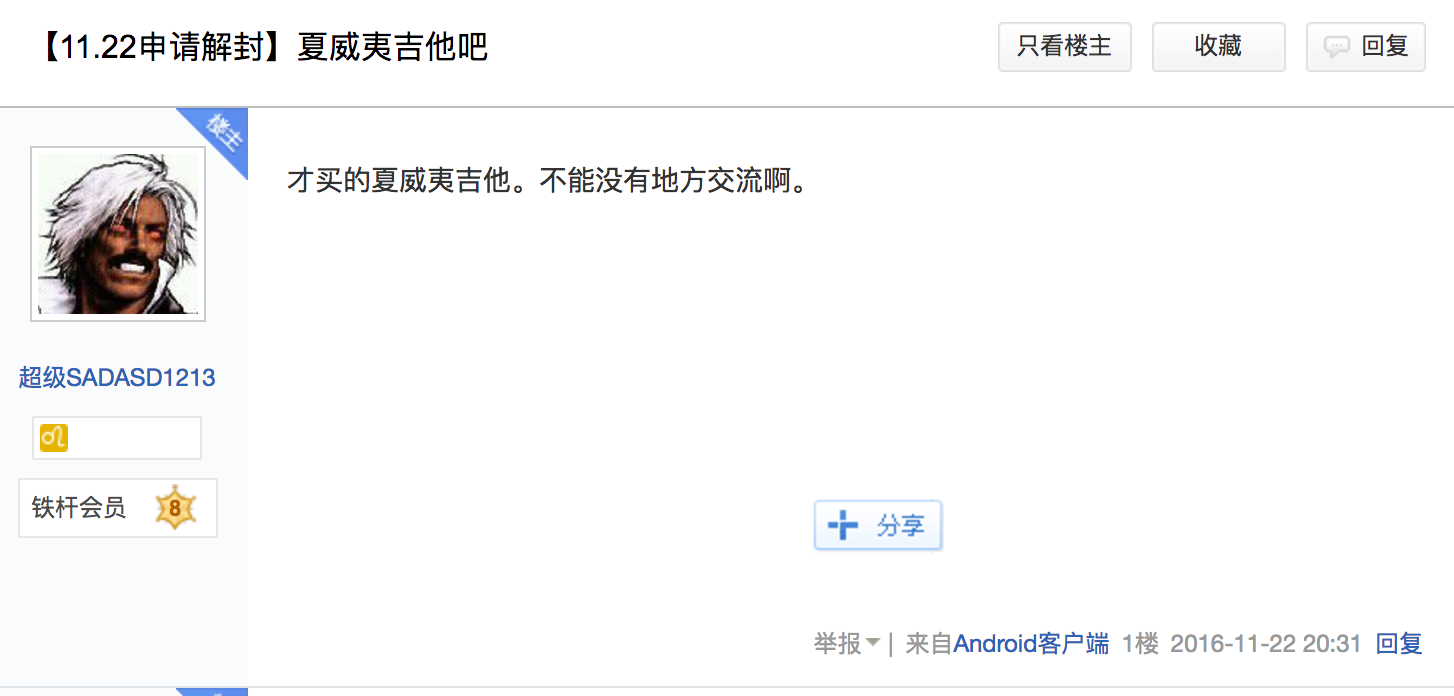 【11.22申请解封】夏威夷吉他吧
只看楼主
收藏
回复
楼主
才买的夏威夷吉他。不能没有地方交流啊。
超级SADASD1213
铁杆会员 8
分享
举报 | 来自Android客户端 1楼 2016-11-22 20:31 回复